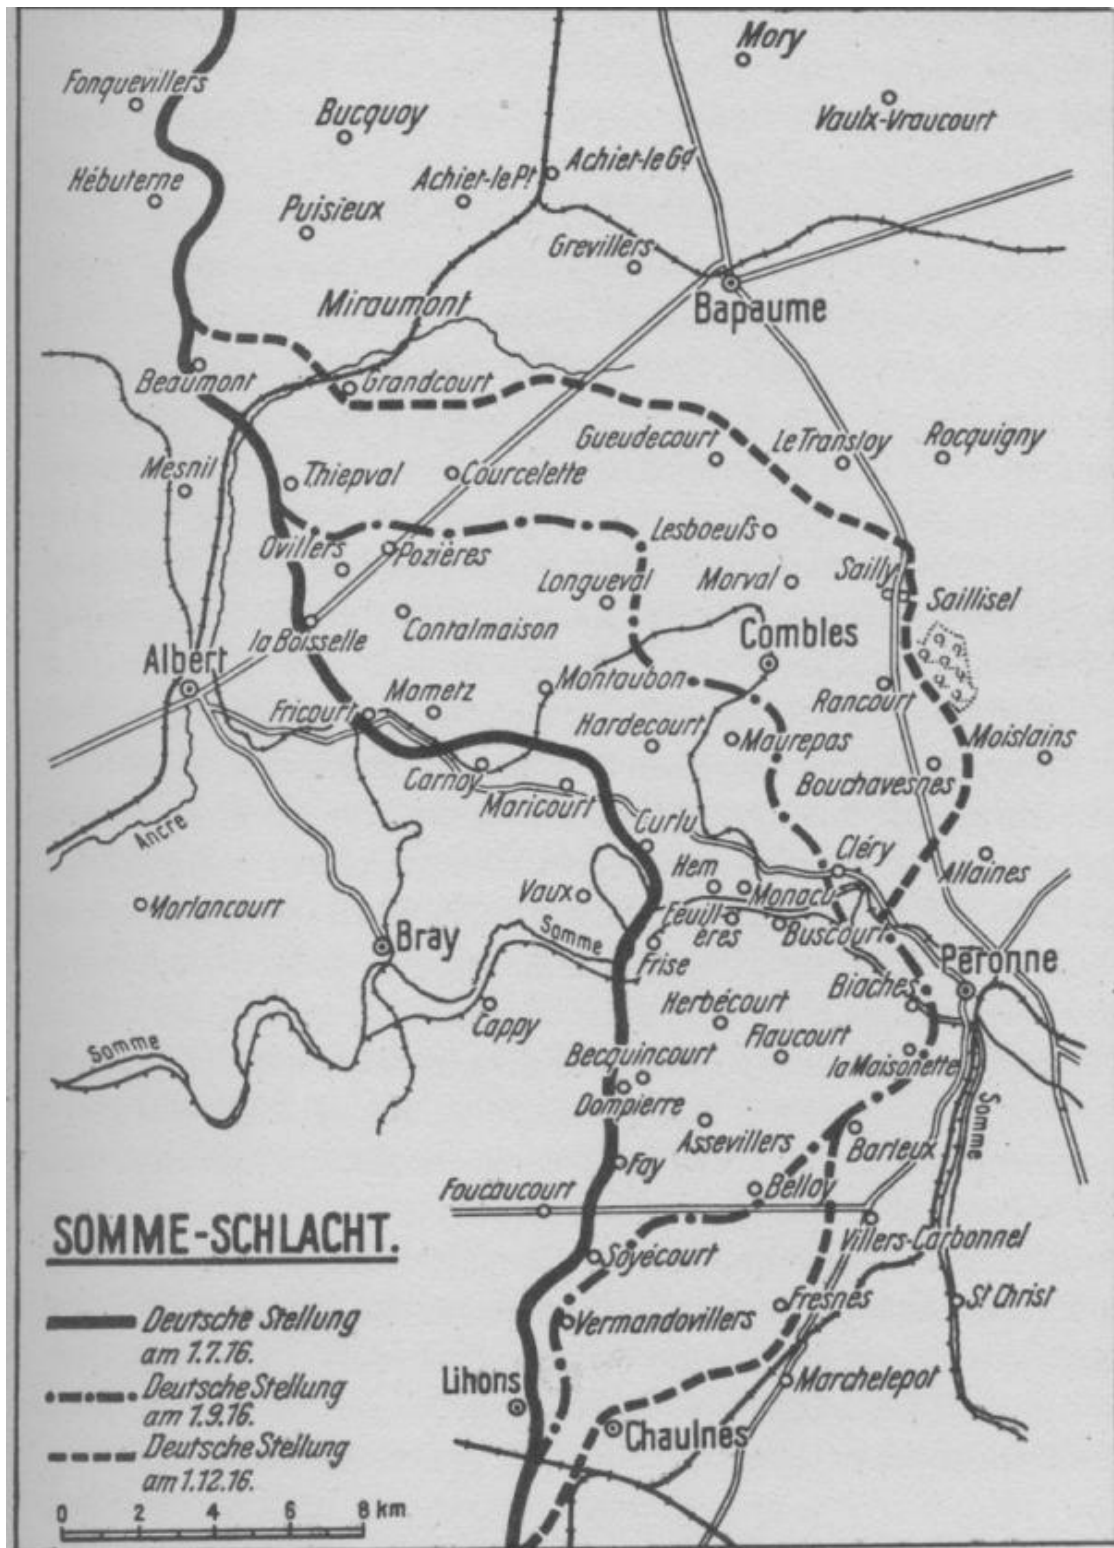 Mory
Fonquevillers
Vaulx-Vraucourt
Bucquoy
Achiet-le Gd
Hébuterne
Achiet-le Pt
Puisieux
Grevillers
Miraumont
Bapaume
Beaumont
Grandcourt
Gueudecourt
Le Transloy
Rocquigny
Mesnil
Thiepval
Courcelette
Lesboeufs
Ovillers
Pozières
Longueval
Morval
Sailly
Saillisel
Contalmaison
la Boisselle
Combles
Albert
Montaubon
Mametz
Rancourt
Fricourt
Hardecourt
Maurepas
Moislains
Carnoy
Bouchavesnes
Maricourt
Curlu
Ancre
Cléry
Hem
Allaines
Vaux
Monacu
Morlancourt
Feuill-
eres
Buscourt
Bray
Somme
Frise
Péronne
Biaches
Herbécourt
Cappy
Flaucourt
Somme
Becquincourt
la Maisonette
Dompierre
Somme
Assevillers
Barleux
Fay
Foucaucourt
Belloy
SOMME-SCHLACHT.
Villers-Carbonnel
Soyécourt
Fresnes
St Christ
Deutsche Stellung
am 1.7.16.
Vermandovillers
Lihons
Marchelepot
Deutsche Stellung
am 1.9.16.
Chaulnes
Deutsche Stellung
am 1.12.16.
0 2 4 6 8 km